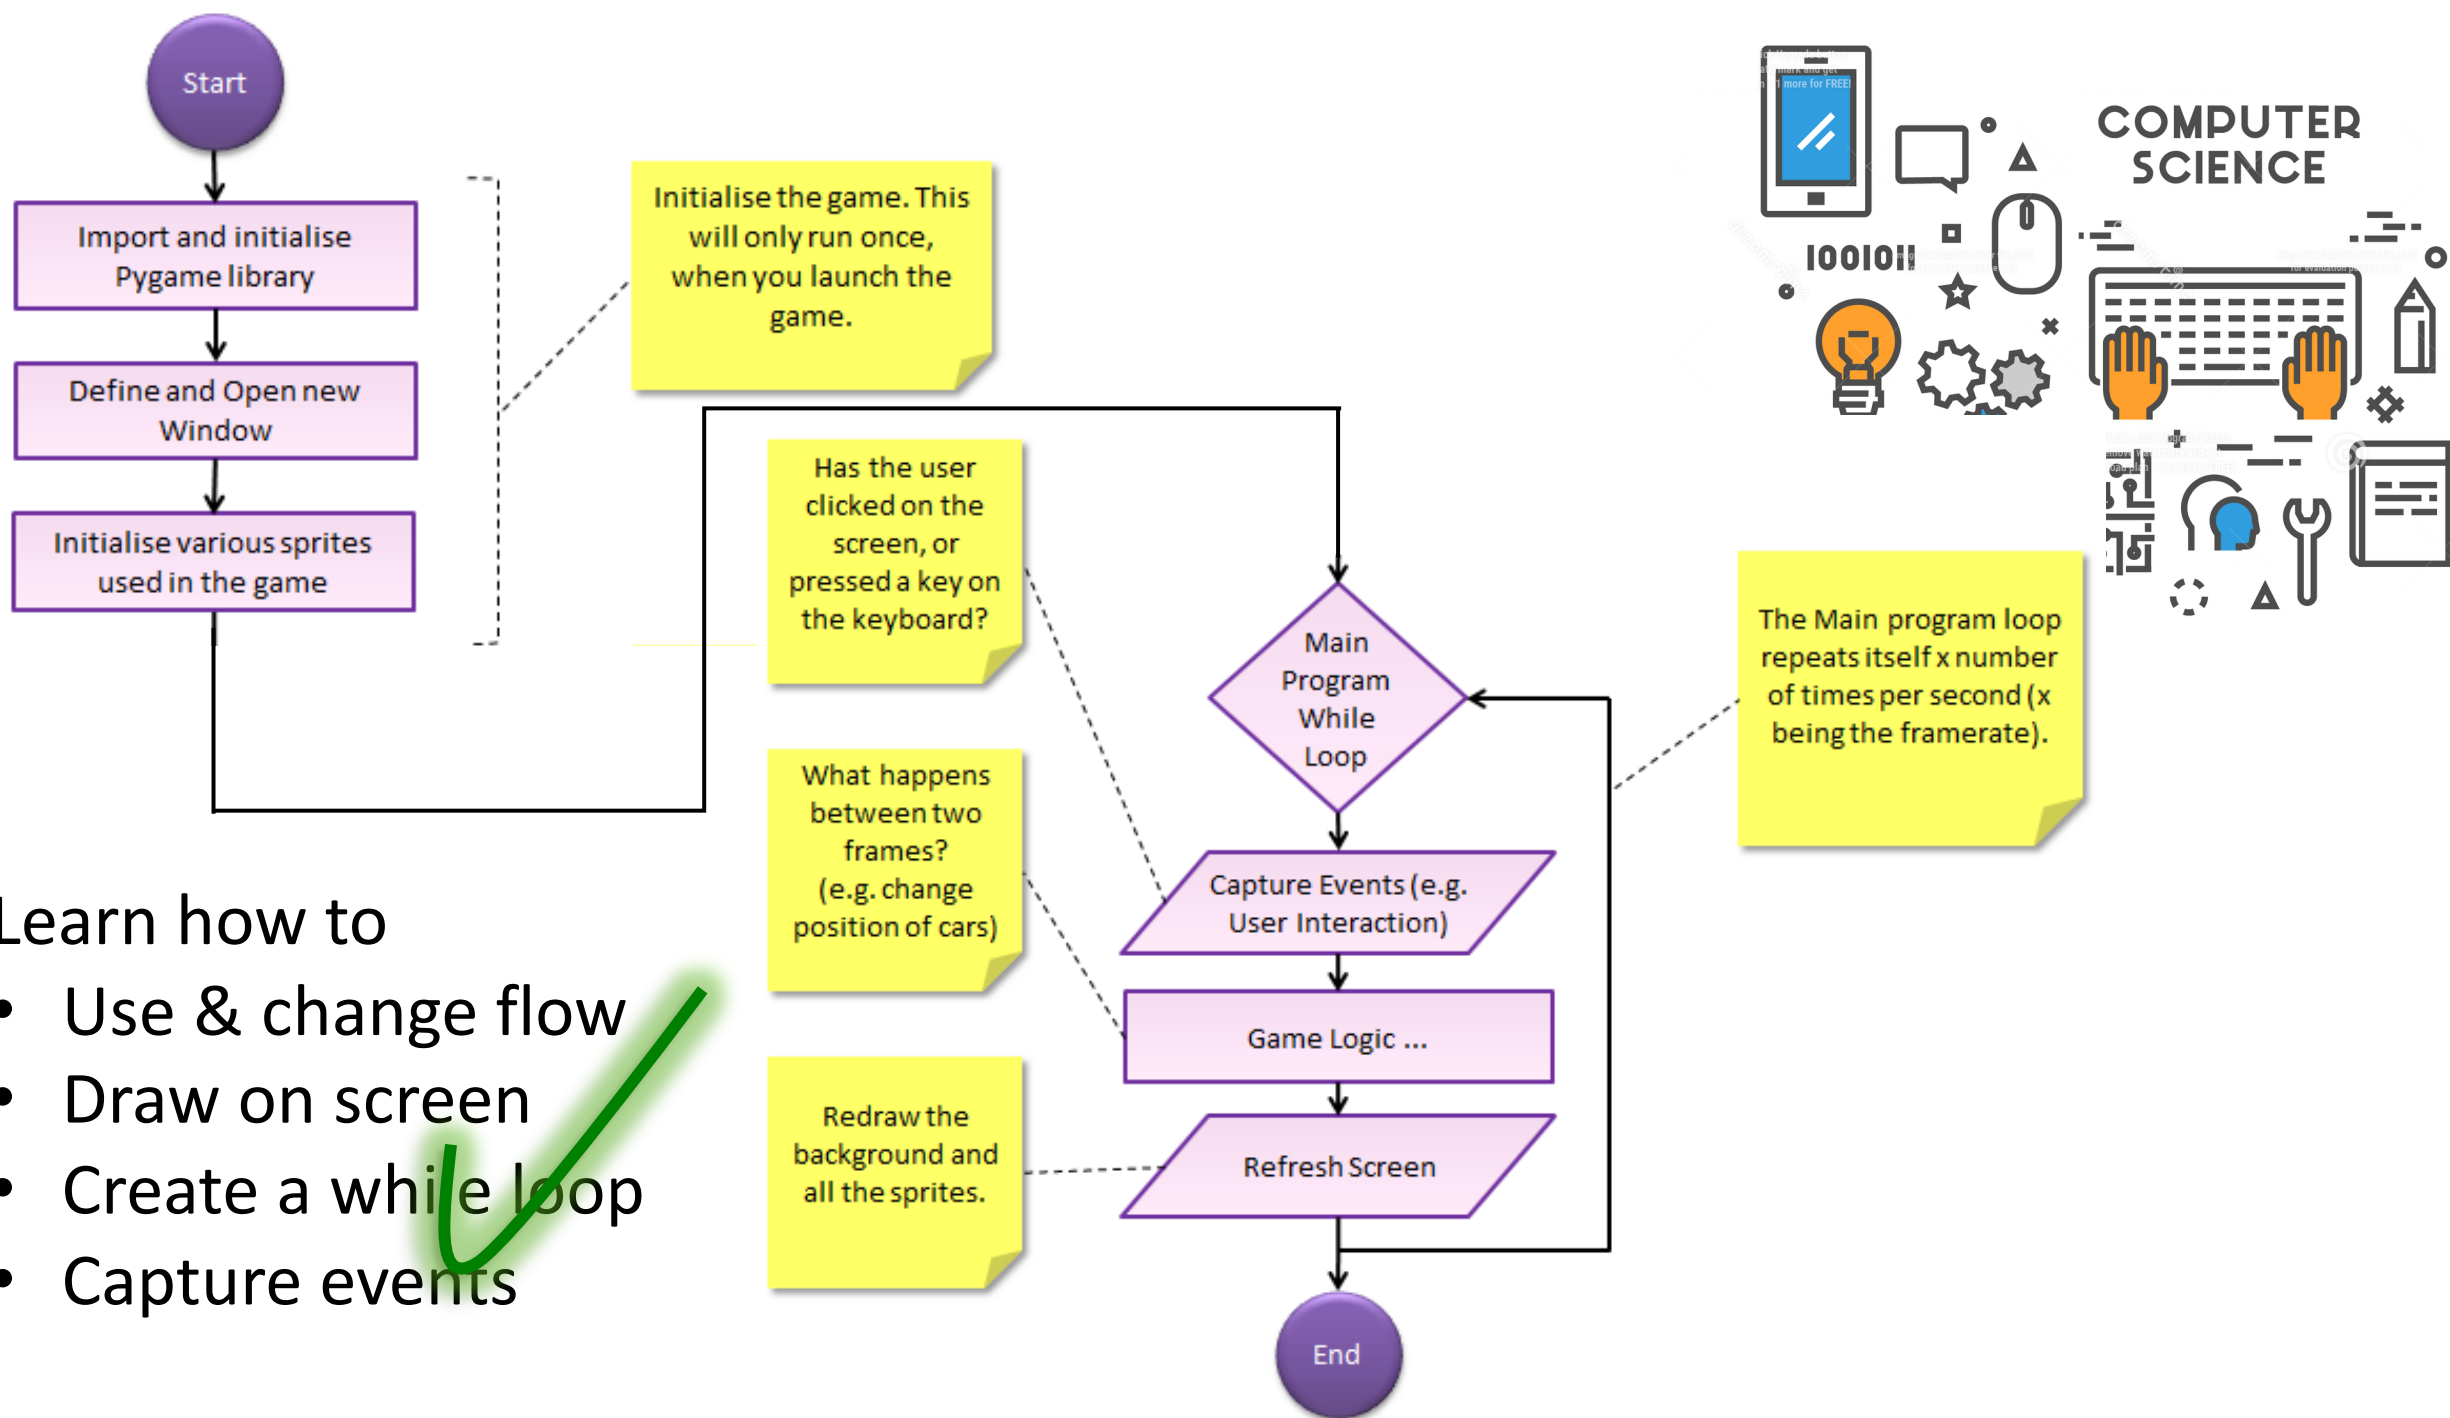 Start
Import and initialise
Pygame library
Define and Open new
Window
Initialise various sprites
used in the game
Initialise the game. This
will only run once,
when you launch the
game.
Has the user
clicked on the
screen, or
pressed a key on
the keyboard?
What happens
between two
frames?
(e.g. change
position of cars)
Redraw the
background and
all the sprites.
Main
Program
While
Loop
Capture Events (e.g.
User Interaction)
Game Logic ...
Refresh Screen
End
The Main program loop
repeats itself x number
of times per second (x
being the framerate).
COMPUTER
SCIENCE
100101
more for FREE!
Learn how to
• Use & change flow
• Draw on screen
• Create a while loop
• Capture events